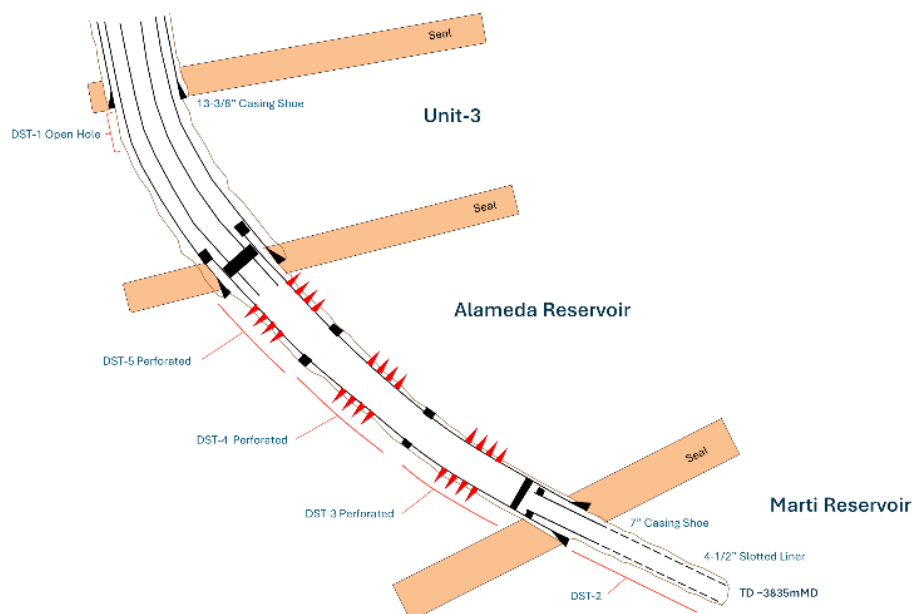 Seal
13-3/8" Casing Shoe
Unit-3
DST-1 Open Hole
Seal
Alameda Reservoir
DST-5 Perforated
DST-4 Perforated
Seal
Marti Reservoir
DST-3 Perforated
7" Casing Shoe
4-1/2" Slotted Liner
DST-2
TD ~3835mMD